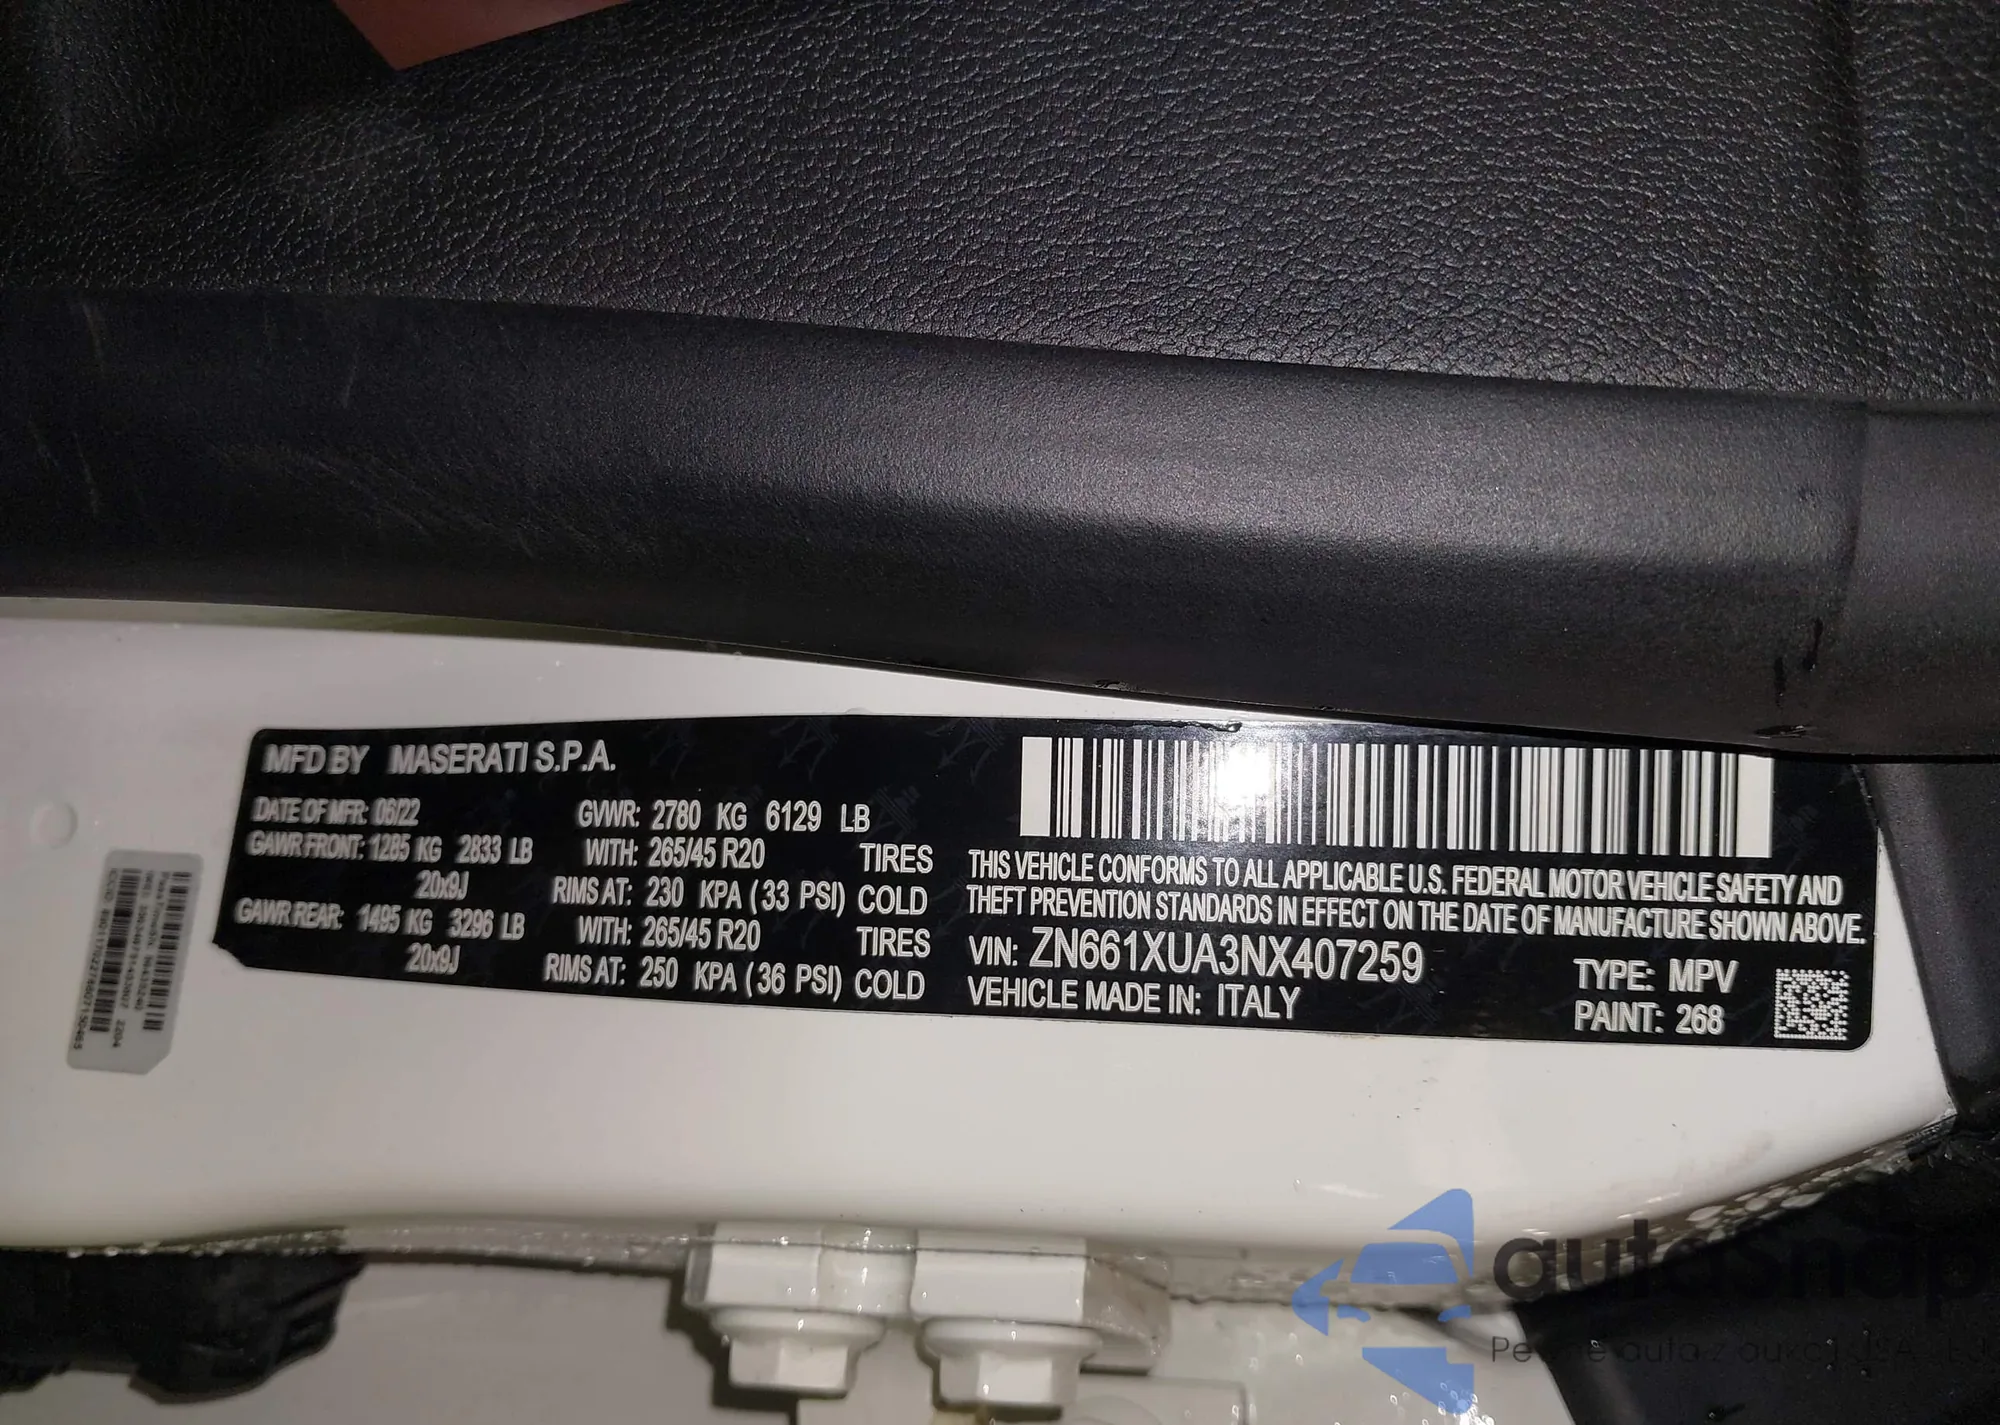 MFD BY MASERATI S.P.A.
DATE OF MFR: 06/22 GVWR: 2780 KG 6129 LB
GAWR FRONT: 1285 KG 2833 LB WITH: 265/45 R20 TIRES
20x9J RIMS AT: 230 KPA (33 PSI) COLD
GAWR REAR: 1495 KG 3296 LB WITH: 265/45 R20 TIRES
20x9J RIMS AT: 250 KPA (36 PSI) COLD
THIS VEHICLE CONFORMS TO ALL APPLICABLE U.S. FEDERAL MOTOR VEHICLE SAFETY AND
THEFT PREVENTION STANDARDS IN EFFECT ON THE DATE OF MANUFACTURE SHOWN ABOVE.
VIN: ZN661XUA3NX407259
VEHICLE MADE IN: ITALY
TYPE: MPV
PAINT: 268
autosnap
auta z aukcji